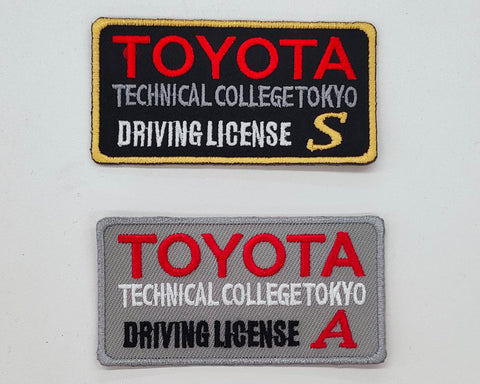 TOYOTA
TECHNICAL COLLEGE TOKYO
DRIVING LICENSE S
TOYOTA
TECHNICAL COLLEGE TOKYO
DRIVING LICENSE A